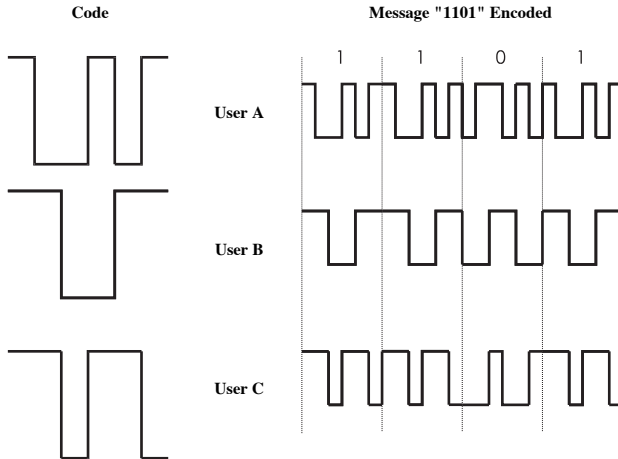 Code
Message "1101" Encoded
1 1 0 1
User A
User B
User C